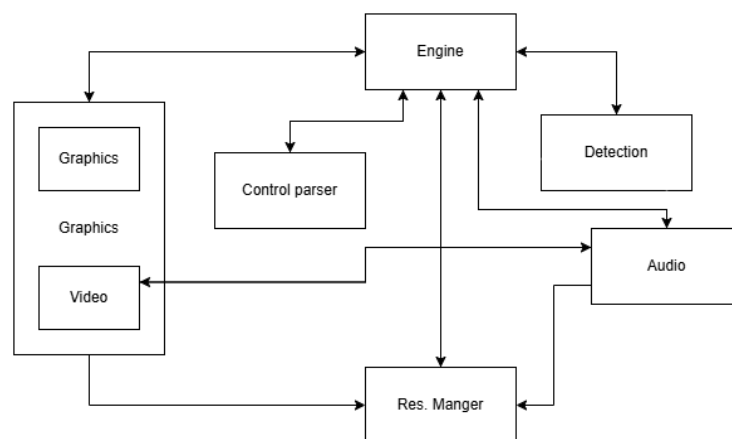 Engine
Graphics
Detection
Control parser
Graphics
Audio
Video
Res. Manger